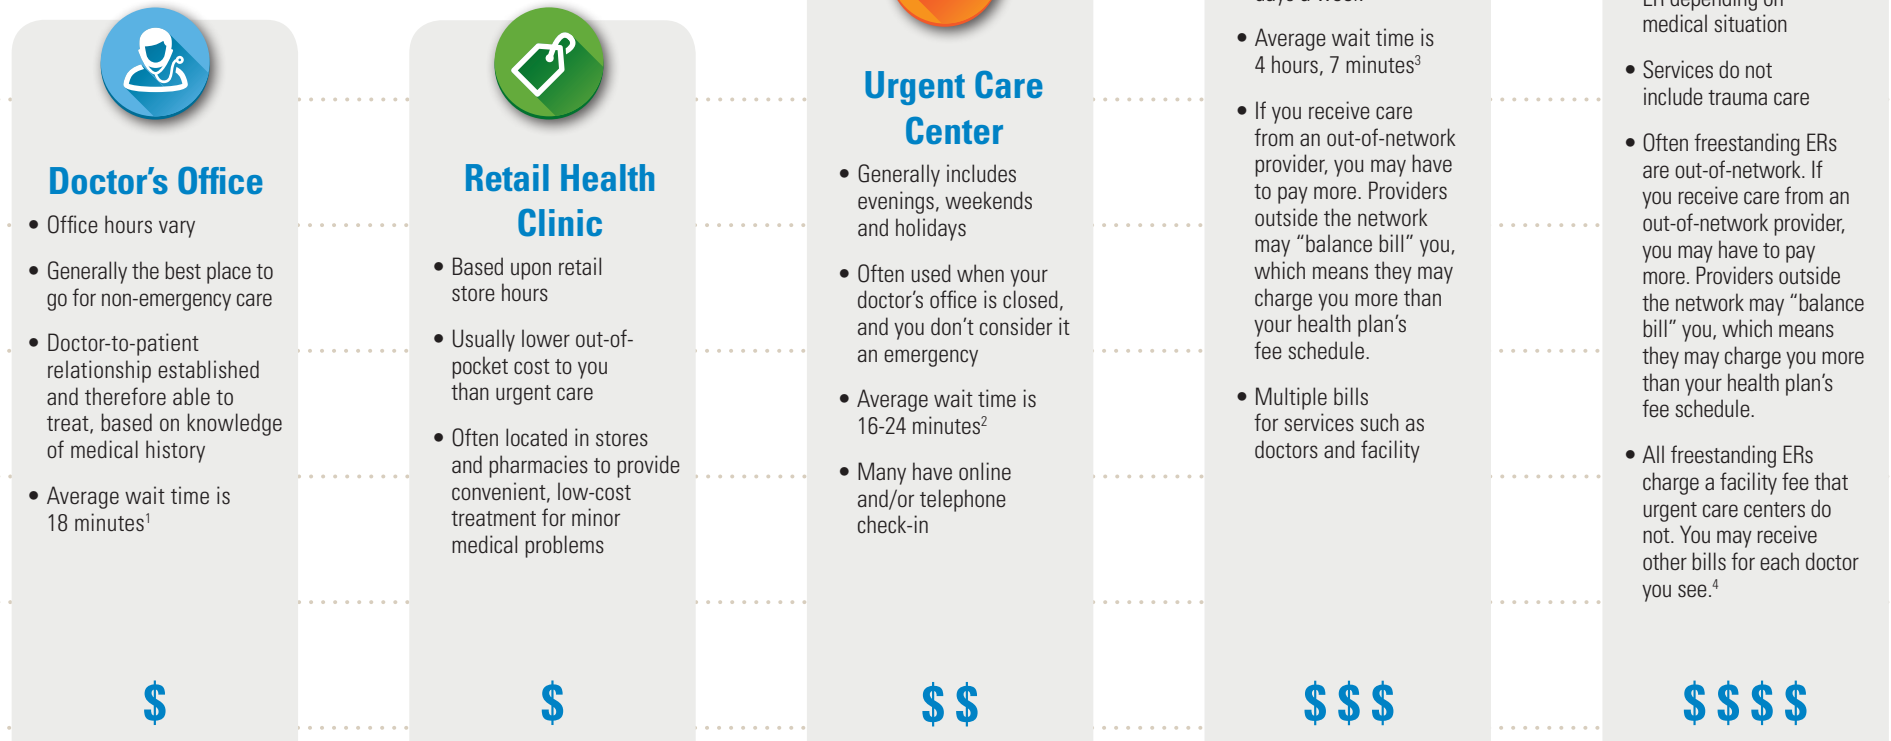 Doctor's Office
• Office hours vary
• Generally the best place to
go for non-emergency care
• Doctor-to-patient
relationship established
and therefore able to
treat, based on knowledge
of medical history
• Average wait time is
18 minutes¹
$
Retail Health
Clinic
• Based upon retail
store hours
• Usually lower out-of-
pocket cost to you
than urgent care
• Often located in stores
and pharmacies to provide
convenient, low-cost
treatment for minor
medical problems
$
Urgent Care
Center
• Generally includes
evenings, weekends
and holidays
• Often used when your
doctor's office is closed,
and you don't consider it
an emergency
• Average wait time is
16-24 minutes²
• Many have online
and/or telephone
check-in
$ $
days a week
• Average wait time is
4 hours, 7 minutes³
• If you receive care
from an out-of-network
provider, you may have
to pay more. Providers
outside the network
may “balance bill” you,
which means they may
charge you more than
your health plan's
fee schedule.
• Multiple bills
for services such as
doctors and facility
$ $ $
ER depending on
medical situation
• Services do not
include trauma care
• Often freestanding ERs
are out-of-network. If
you receive care from an
out-of-network provider,
you may have to pay
more. Providers outside
the network may “balance
bill” you, which means
they may charge you more
than your health plan's
fee schedule.
• All freestanding ERs
charge a facility fee that
urgent care centers do
not. You may receive
other bills for each doctor
you see.⁴
$ $ $ $